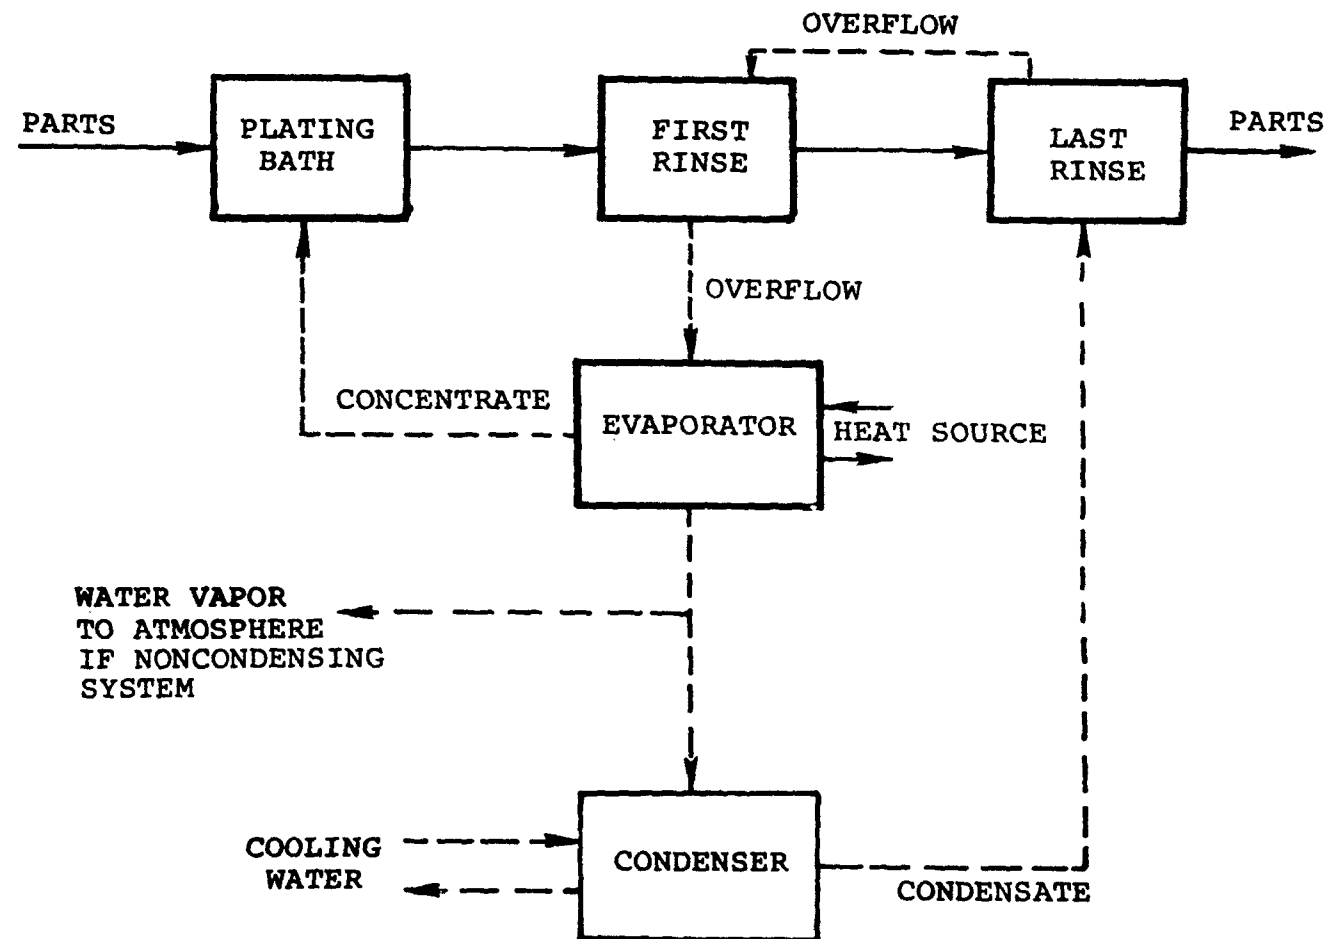 OVERFLOW
PARTS
PLATING
BATH
FIRST
RINSE
LAST
RINSE
PARTS
OVERFLOW
CONCENTRATE
EVAPORATOR
HEAT SOURCE
WATER VAPOR
TO ATMOSPHERE
IF NONCONDENSING
SYSTEM
COOLING
WATER
CONDENSER
CONDENSATE